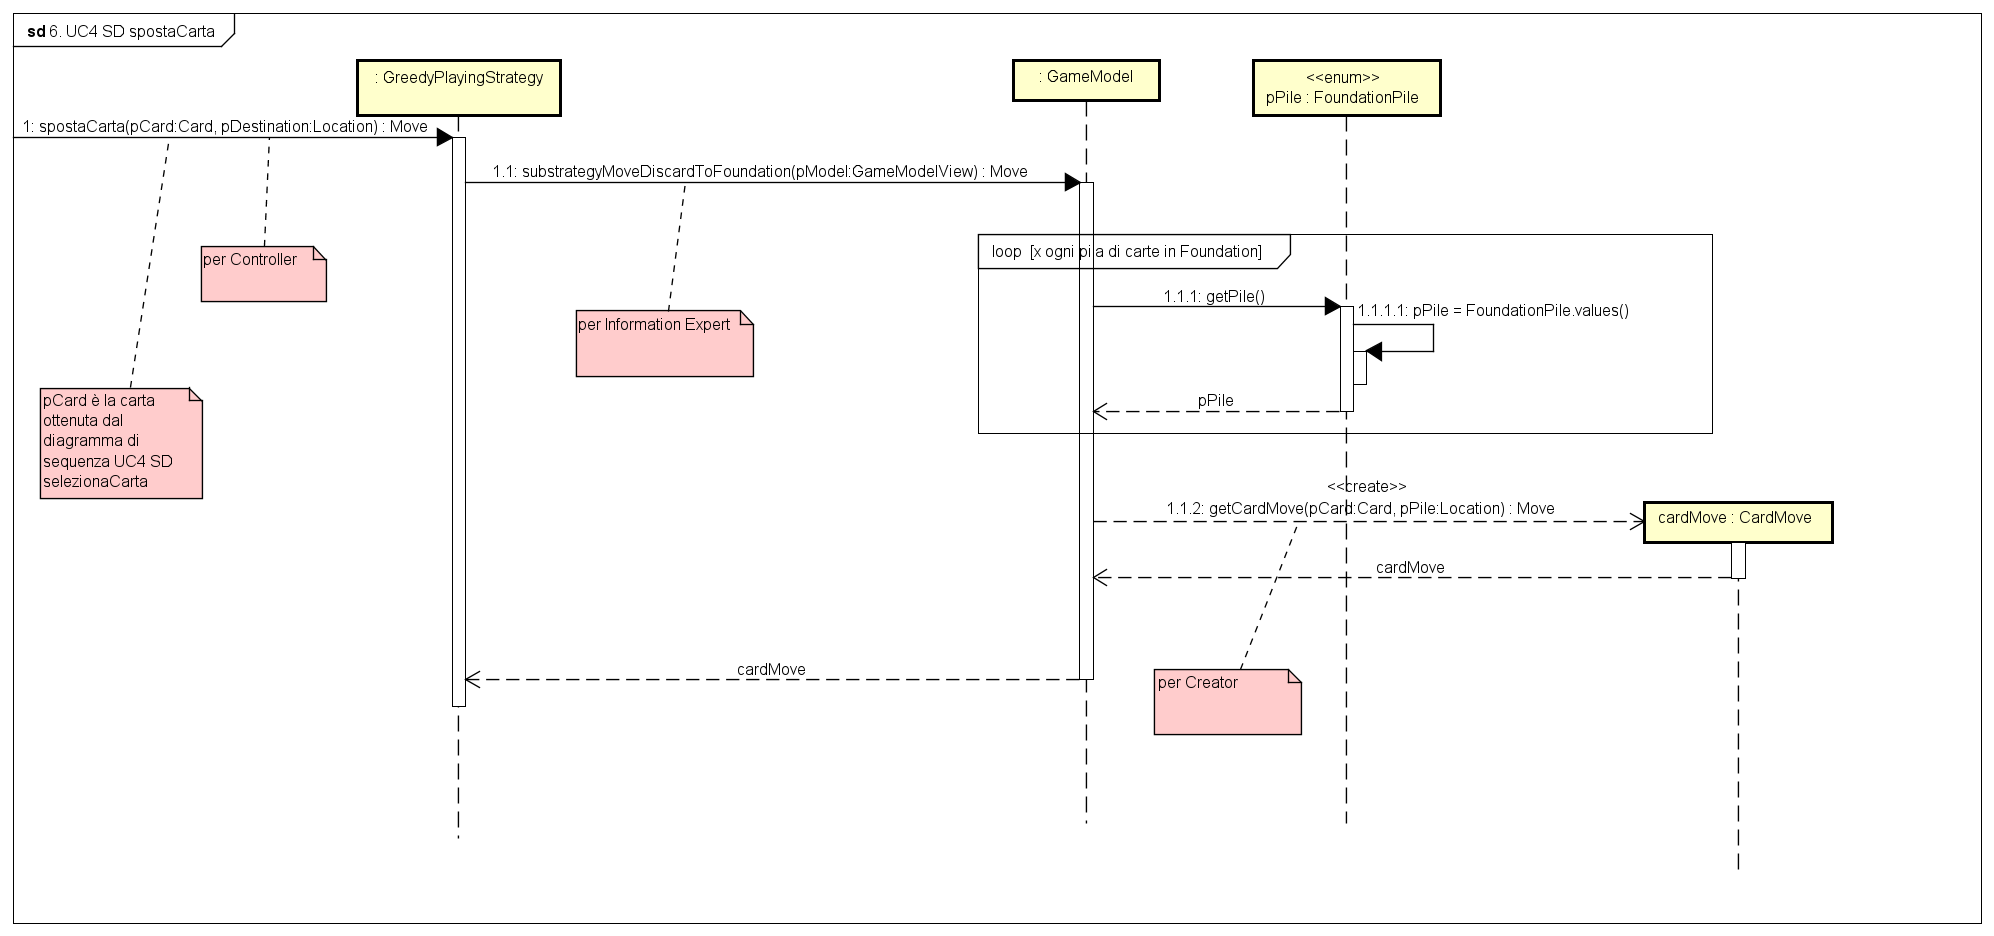 sd 6. UC4 SD spostaCarta
: GreedyPlayingStrategy
: GameModel
<<enum>>
pPile : FoundationPile
1: spostaCarta(pCard:Card, pDestination:Location) : Move
1.1: substrategyMoveDiscardToFoundation(pModel:GameModelView) : Move
per Controller
loop [x ogni pila di carte in Foundation]
1.1.1: getPile()
1.1.1.1: pPile = FoundationPile.values()
per Information Expert
pPile
pCard è la carta
ottenuta dal
diagramma di
sequenza UC4 SD
selezionaCarta
<<create>>
1.1.2: getCardMove(pCard:Card, pPile:Location) : Move
cardMove : CardMove
cardMove
cardMove
per Creator